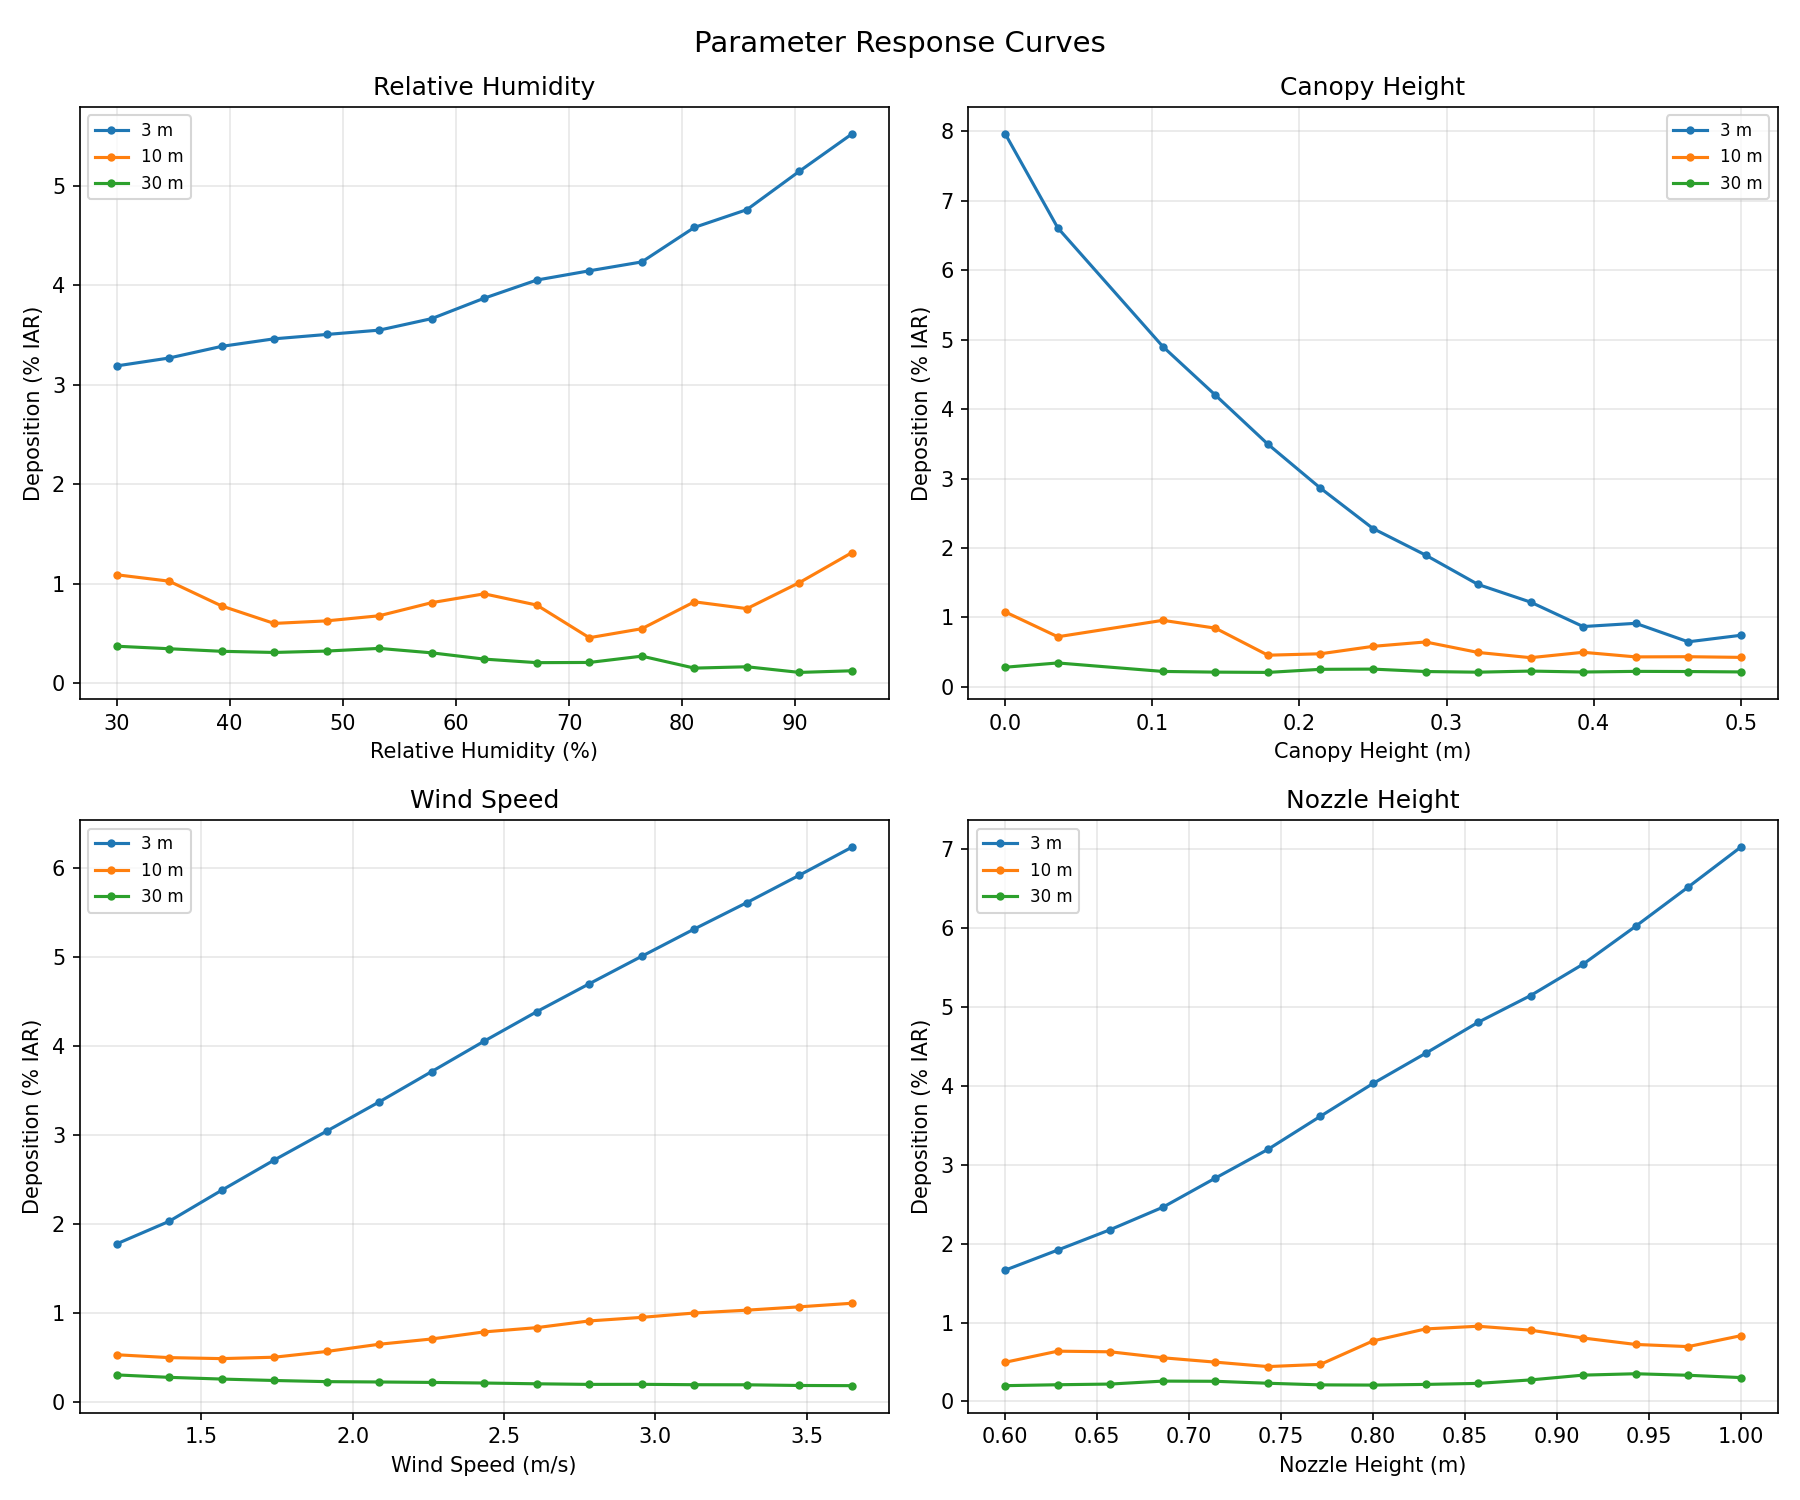 Parameter Response Curves
Relative Humidity
3 m
10 m
30 m
Deposition (% IAR)
5
4
3
2
1
0
30 40 50 60 70 80 90
Relative Humidity (%)
Canopy Height
3 m
10 m
30 m
Deposition (% IAR)
8
7
6
5
4
3
2
1
0
0.0 0.1 0.2 0.3 0.4 0.5
Canopy Height (m)
Wind Speed
3 m
10 m
30 m
Deposition (% IAR)
6
5
4
3
2
1
0
1.5 2.0 2.5 3.0 3.5
Wind Speed (m/s)
Nozzle Height
3 m
10 m
30 m
Deposition (% IAR)
7
6
5
4
3
2
1
0
0.60 0.65 0.70 0.75 0.80 0.85 0.90 0.95 1.00
Nozzle Height (m)